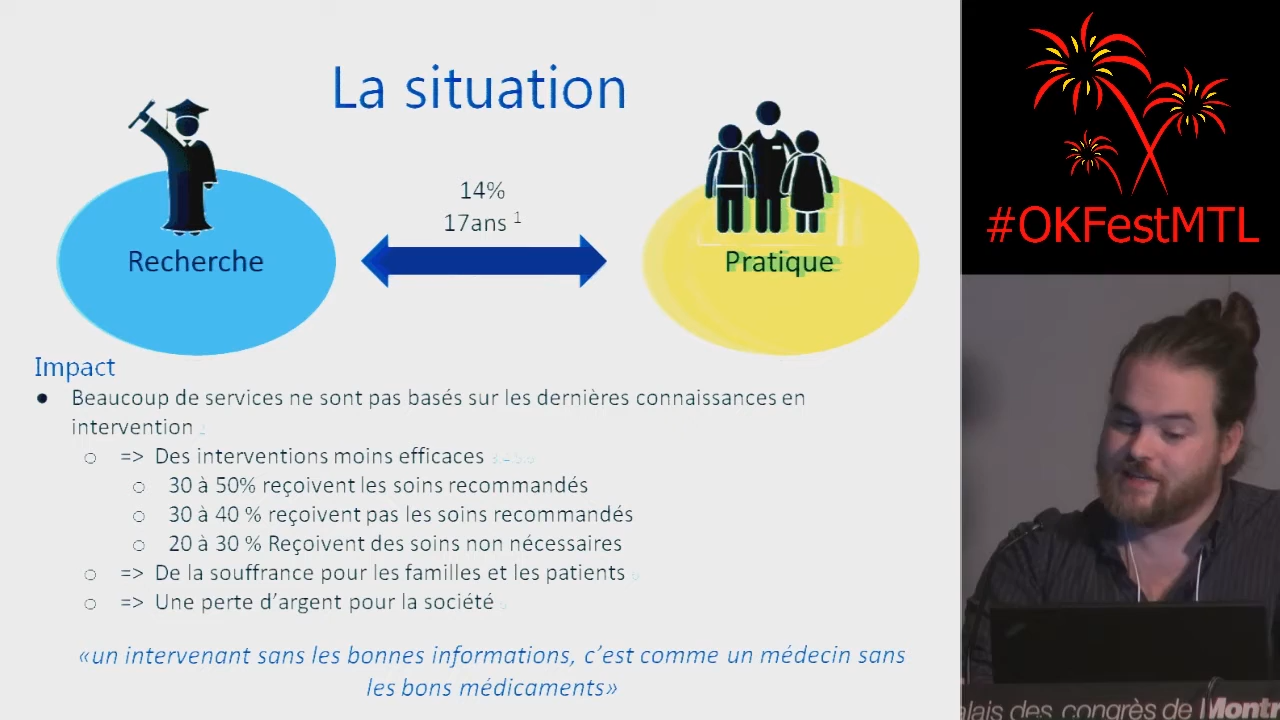 La situation
14%
17ans 1
Recherche
Pratique
Impact
● Beaucoup de services ne sont pas basés sur les dernières connaissances en
intervention
○ => Des interventions moins efficaces
○ 30 à 50% reçoivent les soins recommandés
○ 30 à 40 % reçoivent pas les soins recommandés
○ 20 à 30 % Reçoivent des soins non nécessaires
○ => De la souffrance pour les familles et les patients
○ => Une perte d’argent pour la société
«un intervenant sans les bonnes informations, c’est comme un médecin sans
les bons médicaments»
#OKFestMTL
alais des congrès de Montr